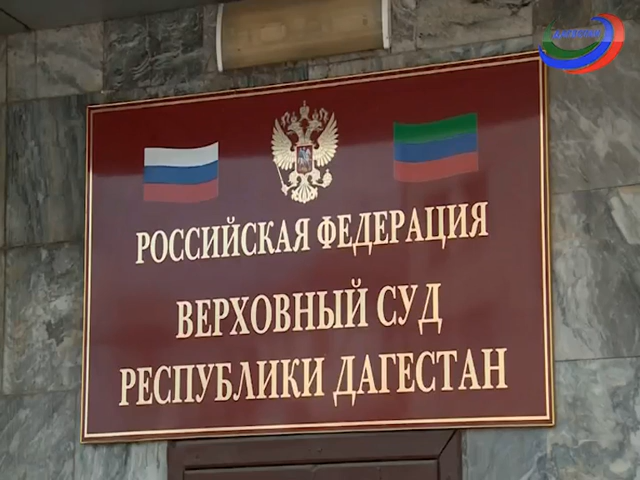 РОССИЙСКАЯ ФЕДЕРАЦИЯ
ВЕРХОВНЫЙ СУД
РЕСПУБЛИКИ ДАГЕСТАН